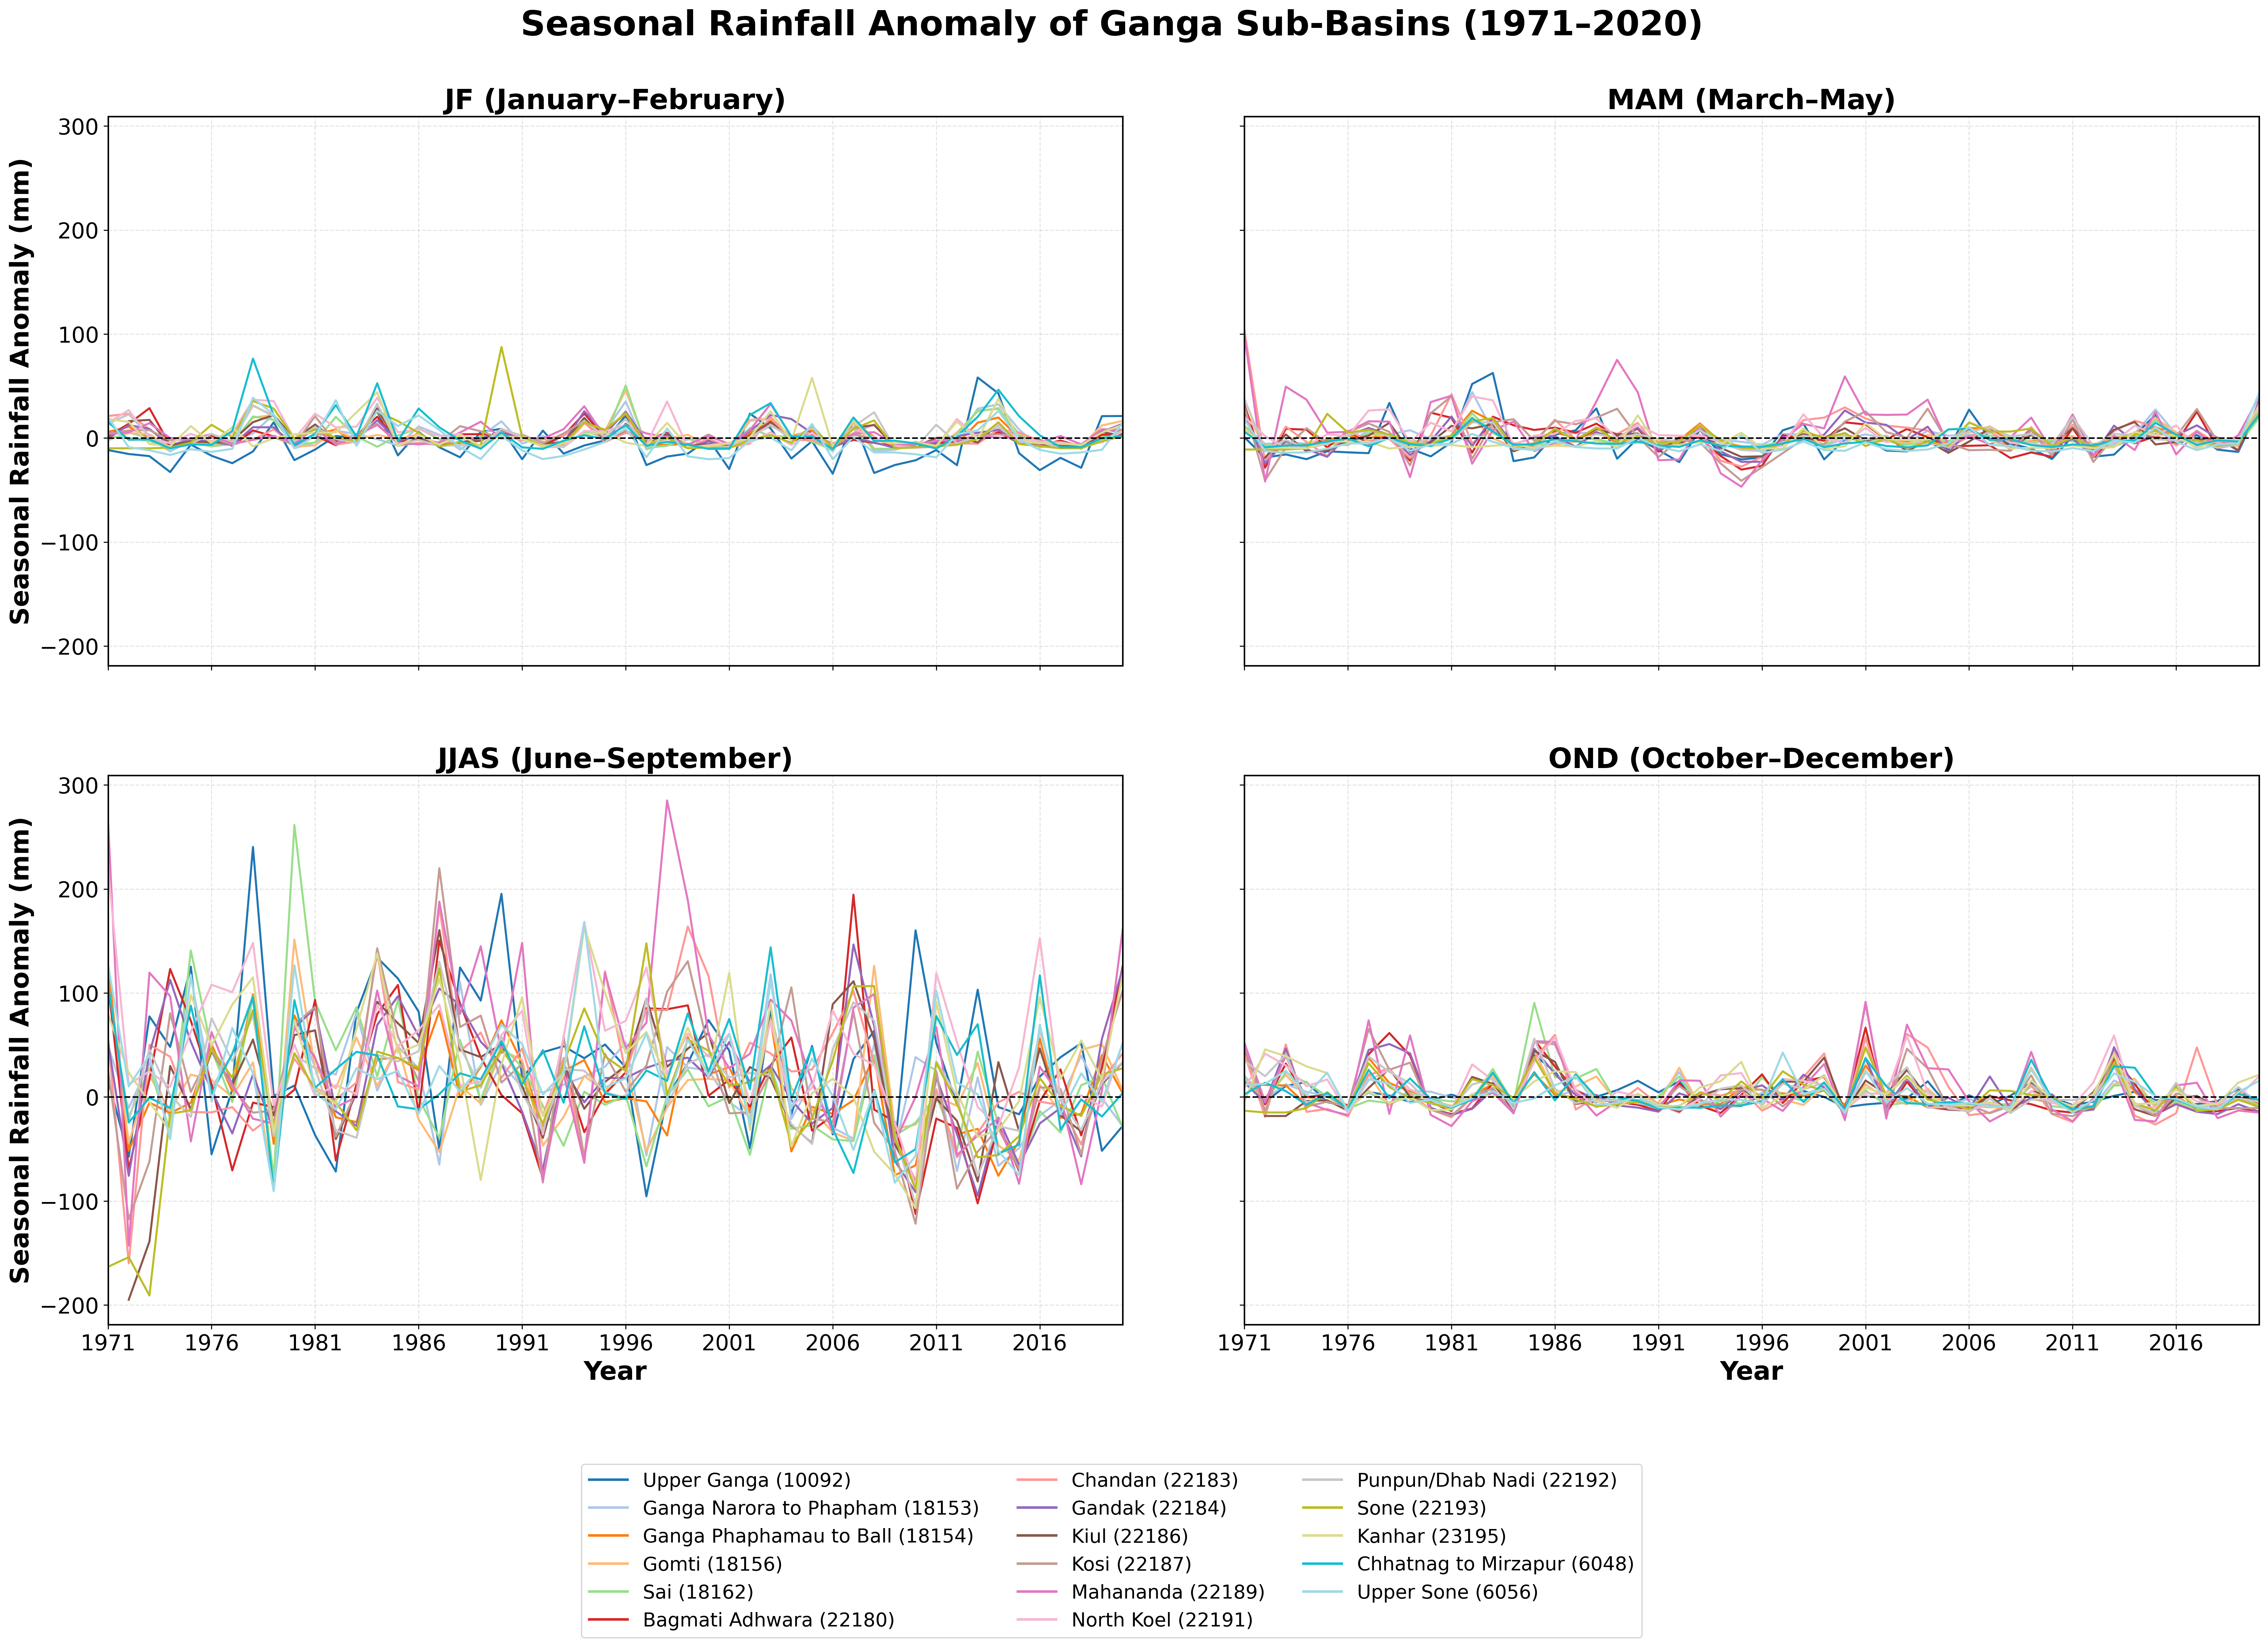 Seasonal Rainfall Anomaly of Ganga Sub-Basins (1971–2020)
JF (January–February)
MAM (March–May)
Seasonal Rainfall Anomaly (mm)
300
200
100
0
−100
−200
JJAS (June–September)
OND (October–December)
Seasonal Rainfall Anomaly (mm)
300
200
100
0
−100
−200
1971 1976 1981 1986 1991 1996 2001 2006 2011 2016
1971 1976 1981 1986 1991 1996 2001 2006 2011 2016
Year
Year
Upper Ganga (10092)
Ganga Narora to Phapham (18153)
Ganga Phaphamau to Ball (18154)
Gomti (18156)
Sai (18162)
Bagmati Adhwara (22180)
Chandan (22183)
Gandak (22184)
Kiul (22186)
Kosi (22187)
Mahananda (22189)
North Koel (22191)
Punpun/Dhab Nadi (22192)
Sone (22193)
Kanhar (23195)
Chhatnag to Mirzapur (6048)
Upper Sone (6056)